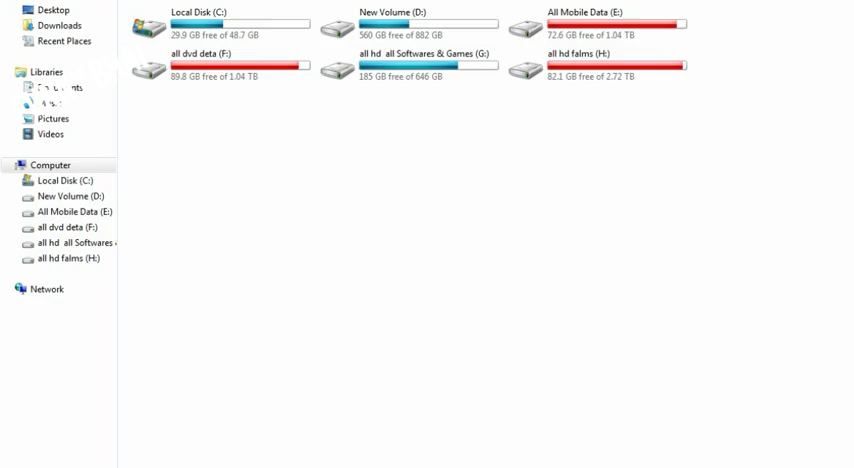 Desktop
Downloads
Recent Places
Libraries
Pictures
Videos
Computer
Local Disk (C:)
New Volume (D:)
All Mobile Data (E:)
all dvd deta (F:)
all hd all Softwares
all hd falms (H:)
Network
Local Disk (C:)
29.9 GB free of 48.7 GB
New Volume (D:)
560 GB free of 882 GB
All Mobile Data (E:)
72.6 GB free of 1.04 TB
all dvd deta (F:)
89.8 GB free of 1.04 TB
all hd all Softwares & Games (G:)
185 GB free of 646 GB
all hd falms (H:)
82.1 GB free of 2.72 TB